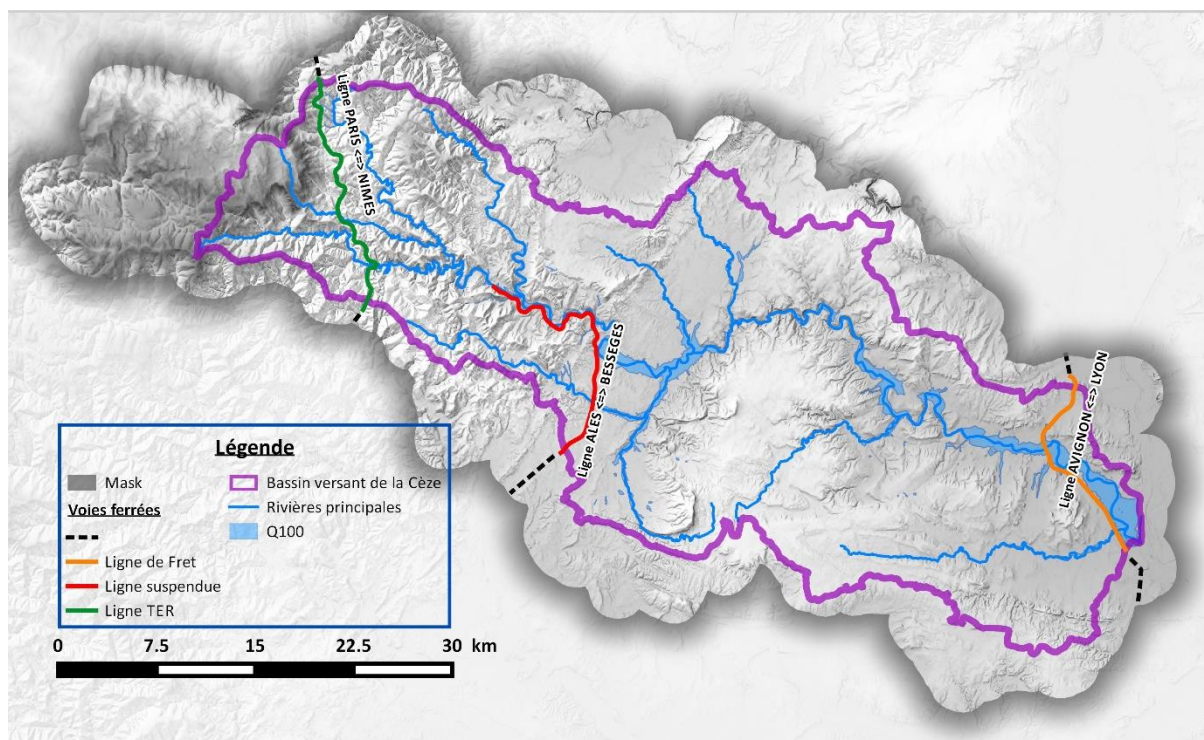 Ligne PARIS <=> NIMES
Ligne ALES <=> BESSEGES
Ligne AVIGNON <=> LYON
Légende
Mask
Voies ferrées
Ligne de Fret
Ligne suspendue
Ligne TER
Bassin versant de la Cèze
Rivières principales
Q100
0 7.5 15 22.5 30 km